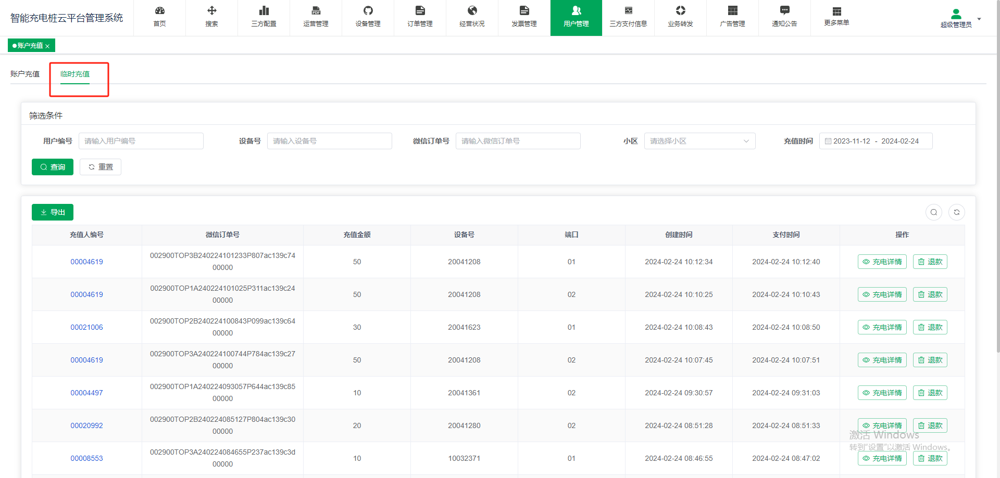 智能充电桩云平台管理系统
首页
搜索
三方配置
运营管理
设备管理
订单管理
经营状况
发票管理
用户管理
三方支付信息
业务转发
广告管理
通知公告
更多菜单
超级管理员
账户充值
账户充值 临时充值
筛选条件
用户编号 请输入用户编号 设备号 请输入设备号 微信订单号 请输入微信订单号 小区 请选择小区 充值时间 2023-11-12 - 2024-02-24
查询 重置
导出
充值人编号 微信订单号 充值金额 设备号 端口 创建时间 支付时间 操作
00004619 002900TOP3B240224101233P807ac139c74
00000 50 20041208 01 2024-02-24 10:12:34 2024-02-24 10:12:40 充电详情 退款
00004619 002900TOP1A240224101025P311ac139c24
00000 50 20041208 02 2024-02-24 10:10:25 2024-02-24 10:10:43 充电详情 退款
00021006 002900TOP2B240224100843P099ac139c64
00000 30 20041623 01 2024-02-24 10:08:43 2024-02-24 10:08:50 充电详情 退款
00004619 002900TOP3A240224100744P784ac139c27
00000 50 20041208 02 2024-02-24 10:07:45 2024-02-24 10:07:51 充电详情 退款
00004497 002900TOP1A240224093057P644ac139c85
00000 10 20041361 02 2024-02-24 09:30:57 2024-02-24 09:31:03 充电详情 退款
00020992 002900TOP2B240224085127P804ac139c30
00000 20 20041280 02 2024-02-24 08:51:28 2024-02-24 08:51:33 充电详情 退款
激活 Windows
转到"设置"以激活 Windows。
00008553 002900TOP3A240224084655P237ac139c3d
00000 10 10032371 01 2024-02-24 08:46:55 2024-02-24 08:47:02 充电详情 退款